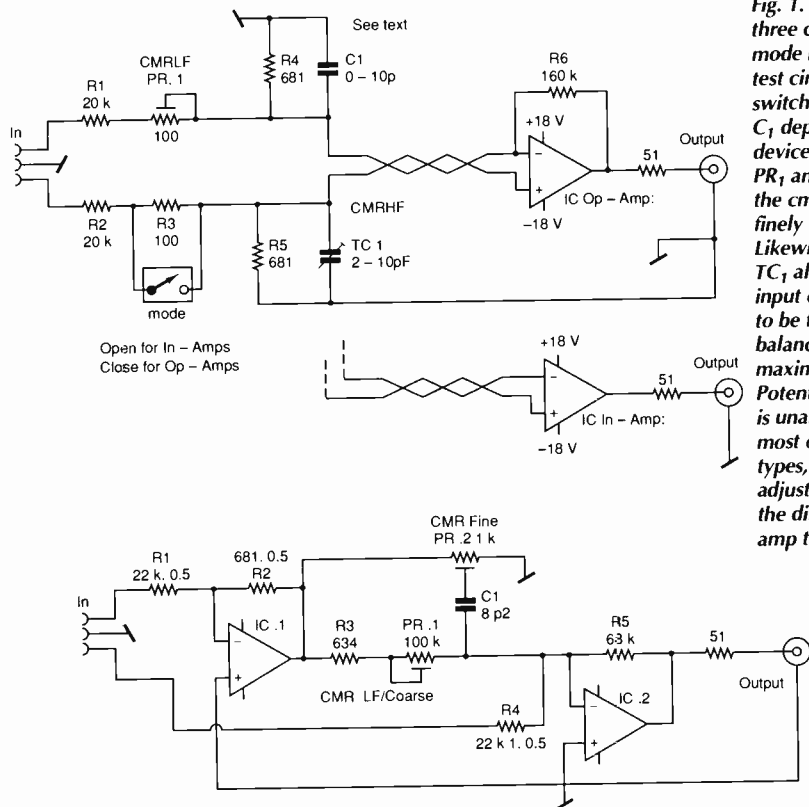 See text
CMRLF
PR. 1
R1
20 k
100
R4
681
C1
0 – 10p
R6
160 k
+18 V
–
+
–18 V
IC Op – Amp:
51
Output
In
R2
20 k
R3
100
mode
Open for In – Amps
Close for Op – Amps
R5
681
CMRHF
TC 1
2 – 10pF
+18 V
–
+
–18 V
IC In – Amp:
51
Output
In
R1
22 k. 0.5
681. 0.5
R2
–
+
IC .1
R3
634
PR .1
100 k
CMR LF/Coarse
CMR Fine
PR .2 1 k
C1
8 p2
R4
22 k 1. 0.5
R5
68 k
–
+
IC .2
51
Output
Fig. 1.
three c
mode
test cir
switch
C1 dep
device
PR1 an
the cm
finely
Likewi
TC1 al
input c
to be t
balanc
maxin
Potent
is una
most c
types,
adjust
the di
amp t